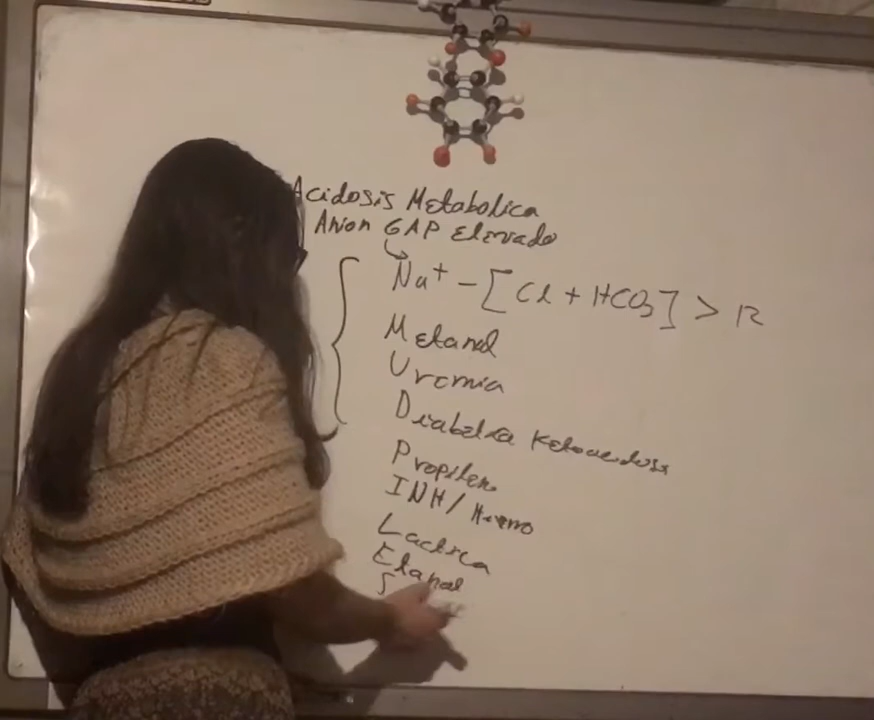 Acidosis Metabolica
Anion GAP Elevado
Na+ - [Cl + HCO3] > 12
Metanol
Uremia
Diabetica Ketoacidosis
Propilen
INH / Hierro
Lactica
Etanol
S